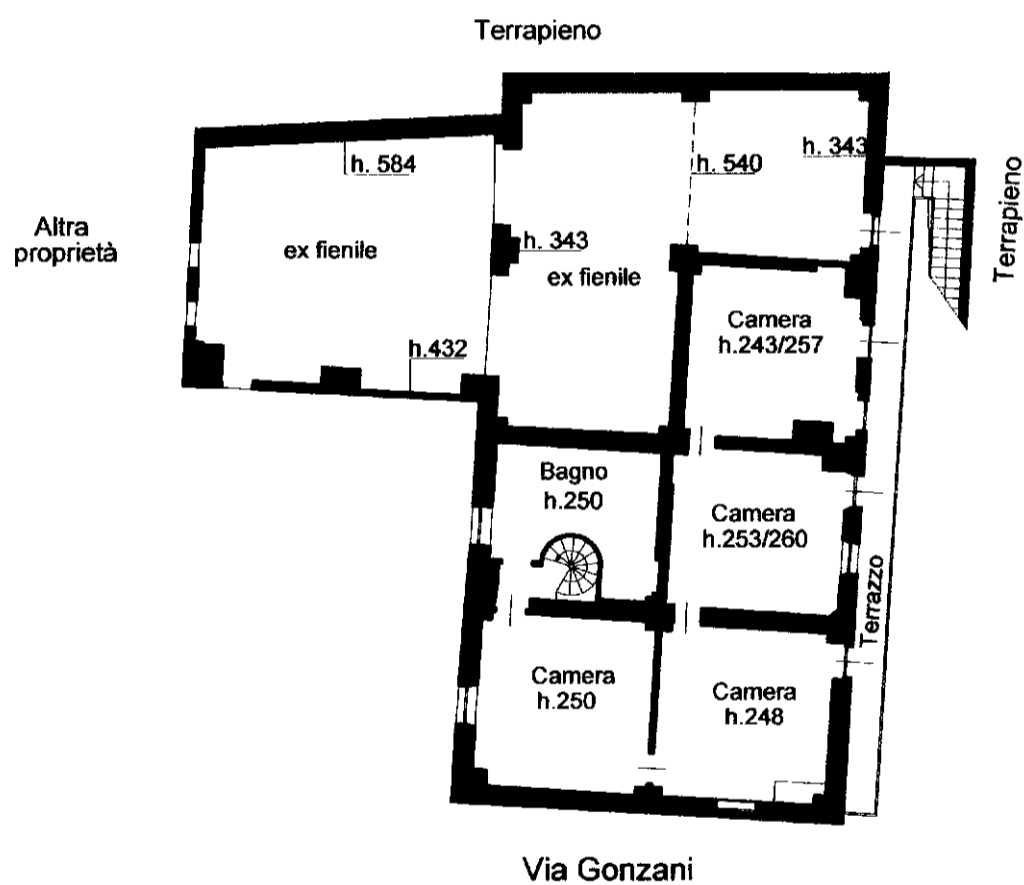 Terrapieno
h. 584
h. 540
h. 343
Terrapieno
Altra
proprietà
ex fienile
h. 343
ex fienile
Camera
h.243/257
h.432
Bagno
h.250
Camera
h.253/260
Terrazzo
Camera
h.250
Camera
h.248
Via Gonzani